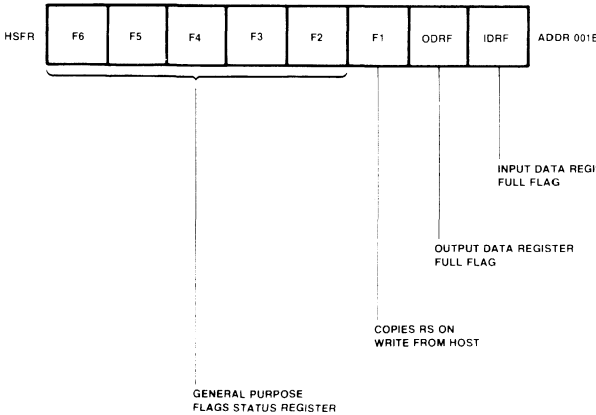 HSFR F6 F5 F4 F3 F2 F1 ODRF IDRF ADDR 001E
INPUT DATA REGI
FULL FLAG
OUTPUT DATA REGISTER
FULL FLAG
COPIES RS ON
WRITE FROM HOST
GENERAL PURPOSE
FLAGS STATUS REGISTER